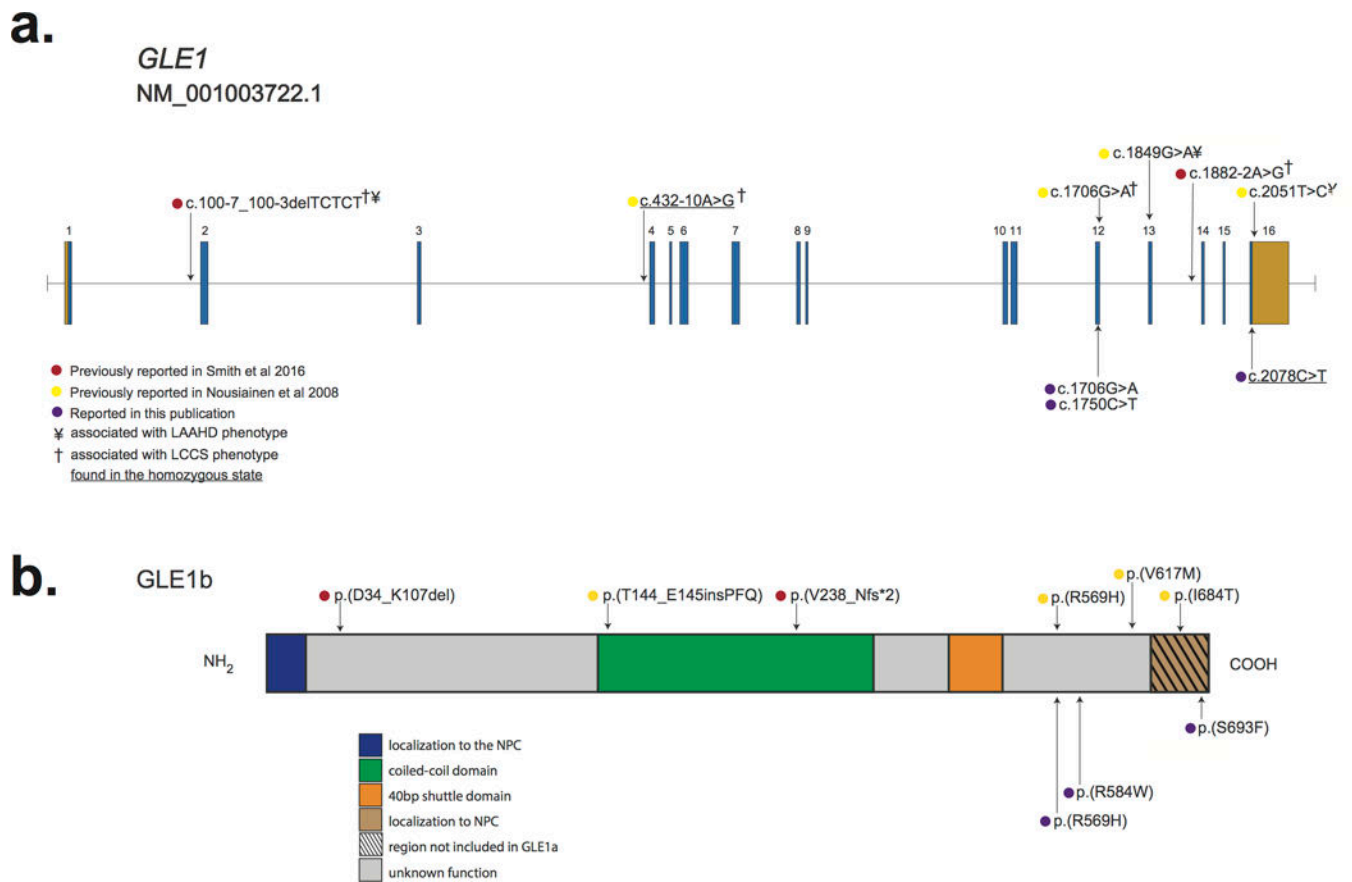 a.
GLE1
NM_001003722.1
c.1849G>A¥
c.1882-2A>G†
c.100-7_100-3delTCTCT†¥
c.432-10A>G†
c.1706G>A†
c.2051T>C¥
1 2 3 4 5 6 7 8 9 10 11 12 13 14 15 16
Previously reported in Smith et al 2016
Previously reported in Nousiainen et al 2008
Reported in this publication
¥ associated with LAAHD phenotype
† associated with LCCS phenotype
found in the homozygous state
c.1706G>A
c.1750C>T
c.2078C>T
b.
GLE1b
p.(D34_K107del)
p.(T144_E145insPFQ)
p.(V238_Nfs*2)
p.(R569H)
p.(V617M)
p.(I684T)
NH2
COOH
p.(S693F)
p.(R584W)
p.(R569H)
localization to the NPC
coiled-coil domain
40bp shuttle domain
localization to NPC
region not included in GLE1a
unknown function